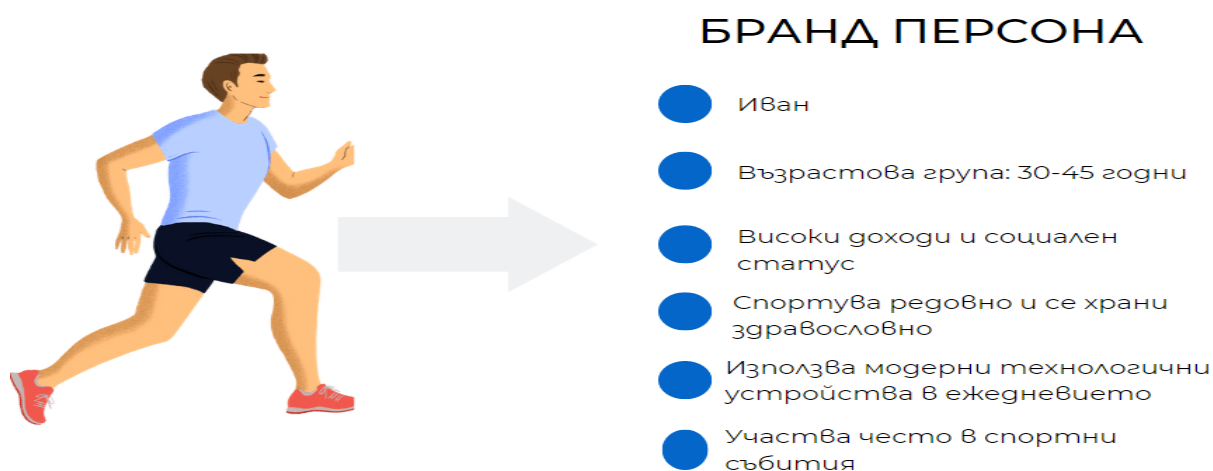 БРАНД ПЕРСОНА
Иван
Възрастова група: 30-45 години
Високи доходи и социален
статус
Спортува редовно и се храни
здравословно
Използва модерни технологични
устройства в ежедневието
Участва често в спортни
събития